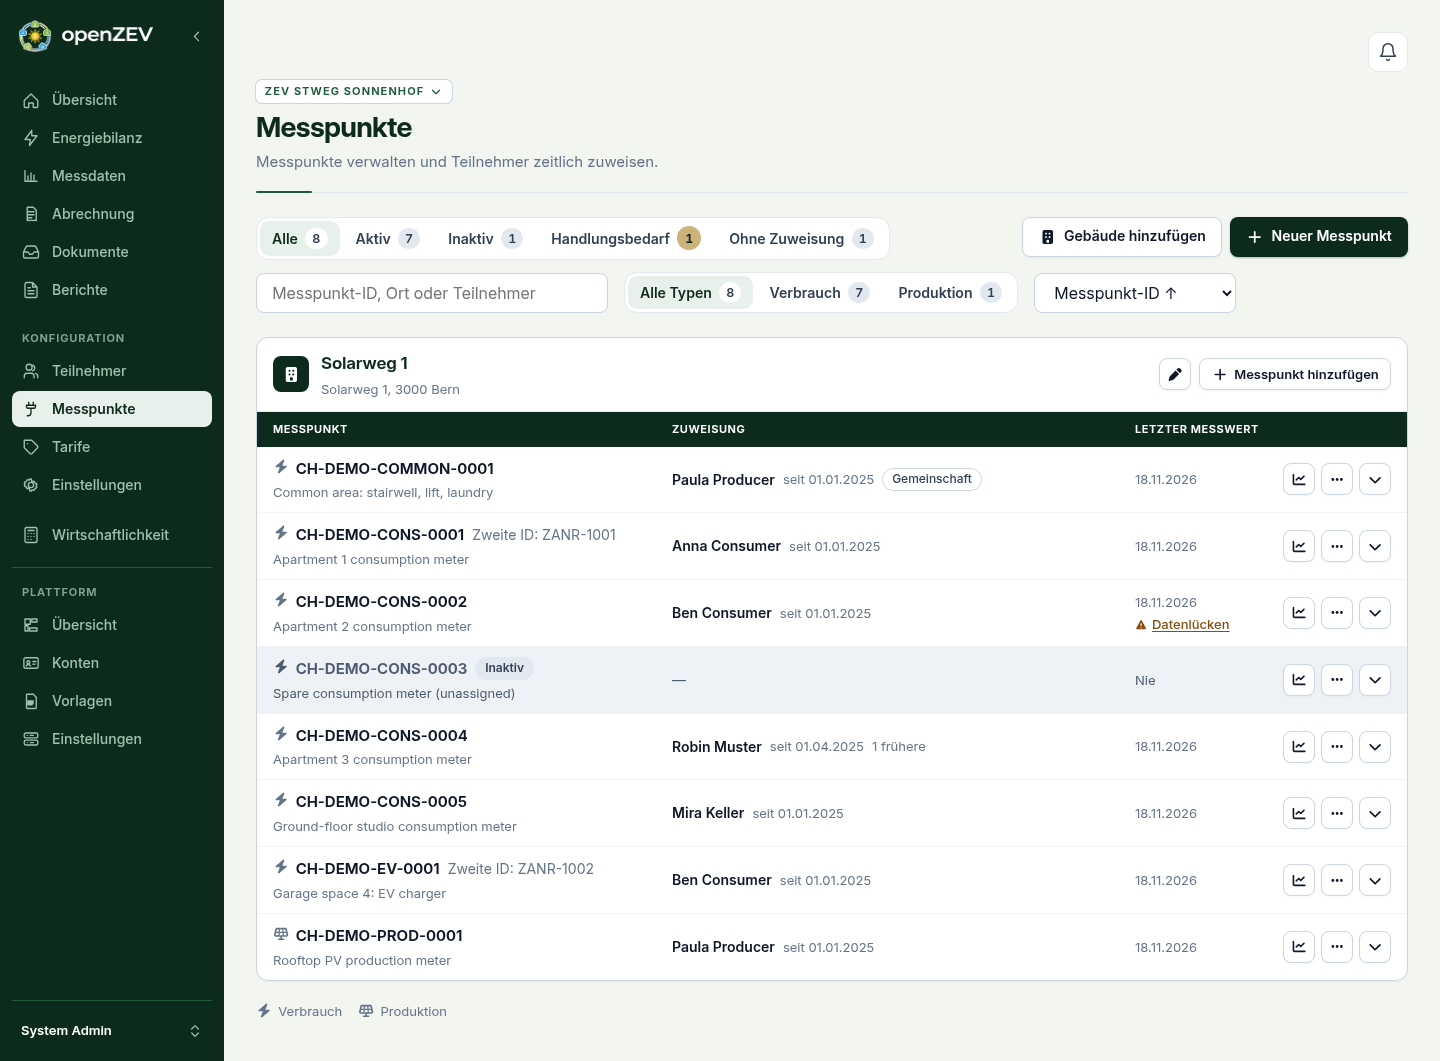 openZEV
Übersicht
Energiebilanz
Messdaten
Abrechnung
Dokumente
Berichte
KONFIGURATION
Teilnehmer
Messpunkte
Tarife
Einstellungen
Wirtschaftlichkeit
PLATTFORM
Übersicht
Konten
Vorlagen
Einstellungen
System Admin
ZEV STWEG SONNENHOF
Messpunkte
Messpunkte verwalten und Teilnehmer zeitlich zuweisen.
Alle 8 Aktiv 7 Inaktiv 1 Handlungsbedarf 1 Ohne Zuweisung 1
Gebäude hinzufügen
+ Neuer Messpunkt
Messpunkt-ID, Ort oder Teilnehmer
Alle Typen 8 Verbrauch 7 Produktion 1
Messpunkt-ID ↑
Solarweg 1
Solarweg 1, 3000 Bern
+ Messpunkt hinzufügen
MESSPUNKT ZUWEISUNG LETZTER MESSWERT
CH-DEMO-COMMON-0001
Common area: stairwell, lift, laundry
Paula Producer seit 01.01.2025 Gemeinschaft
18.11.2026
CH-DEMO-CONS-0001 Zweite ID: ZANR-1001
Apartment 1 consumption meter
Anna Consumer seit 01.01.2025
18.11.2026
CH-DEMO-CONS-0002
Apartment 2 consumption meter
Ben Consumer seit 01.01.2025
18.11.2026
Datenlücken
CH-DEMO-CONS-0003 Inaktiv
Spare consumption meter (unassigned)
—
Nie
CH-DEMO-CONS-0004
Apartment 3 consumption meter
Robin Muster seit 01.04.2025 1 frühere
18.11.2026
CH-DEMO-CONS-0005
Ground-floor studio consumption meter
Mira Keller seit 01.01.2025
18.11.2026
CH-DEMO-EV-0001 Zweite ID: ZANR-1002
Garage space 4: EV charger
Ben Consumer seit 01.01.2025
18.11.2026
CH-DEMO-PROD-0001
Rooftop PV production meter
Paula Producer seit 01.01.2025
18.11.2026
Verbrauch Produktion